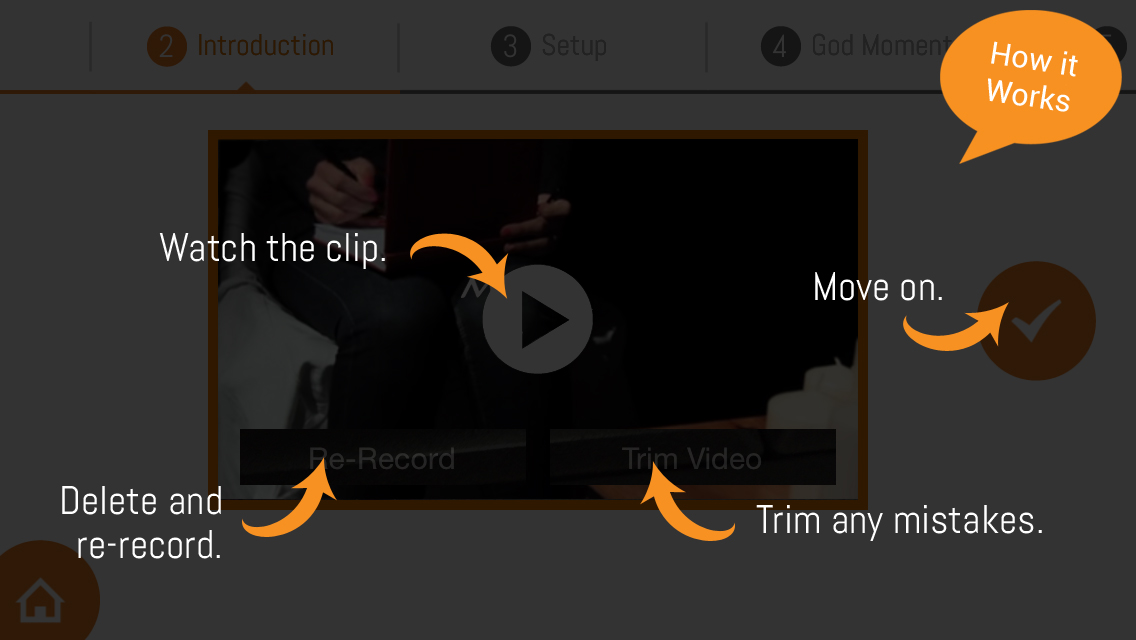 2 Introduction
3 Setup
4 God Moment
How it
Works
Watch the clip.
Move on.
Re-Record
Trim Video
Delete and
re-record.
Trim any mistakes.